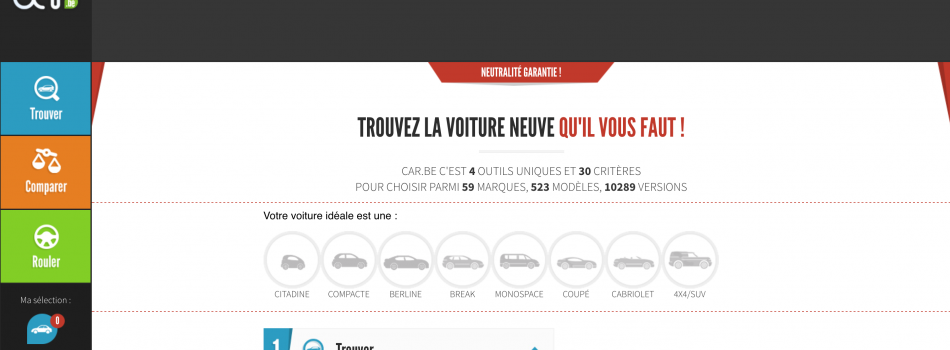 .be
NEUTRALITÉ GARANTIE !
Trouver
TROUVEZ LA VOITURE NEUVE QU'IL VOUS FAUT !
Comparer
CAR.BE C'EST 4 OUTILS UNIQUES ET 30 CRITÈRES
POUR CHOISIR PARMI 59 MARQUES, 523 MODÈLES, 10289 VERSIONS
Votre voiture idéale est une :
Rouler
CITADINE COMPACTE BERLINE BREAK MONOSPACE COUPÉ CABRIOLET 4X4/SUV
Ma sélection :
0
1 Trouver